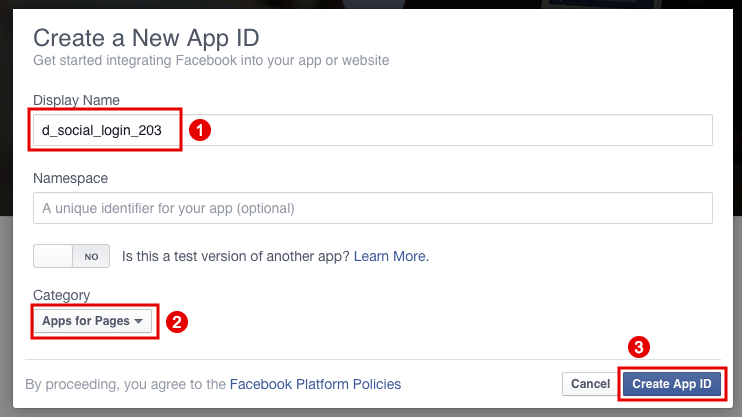 Create a New App ID
Get started integrating Facebook into your app or website
Display Name
d_social_login_203
1
Namespace
A unique identifier for your app (optional)
NO Is this a test version of another app? Learn More.
Category
Apps for Pages
2
3
By proceeding, you agree to the Facebook Platform Policies
Cancel Create App ID